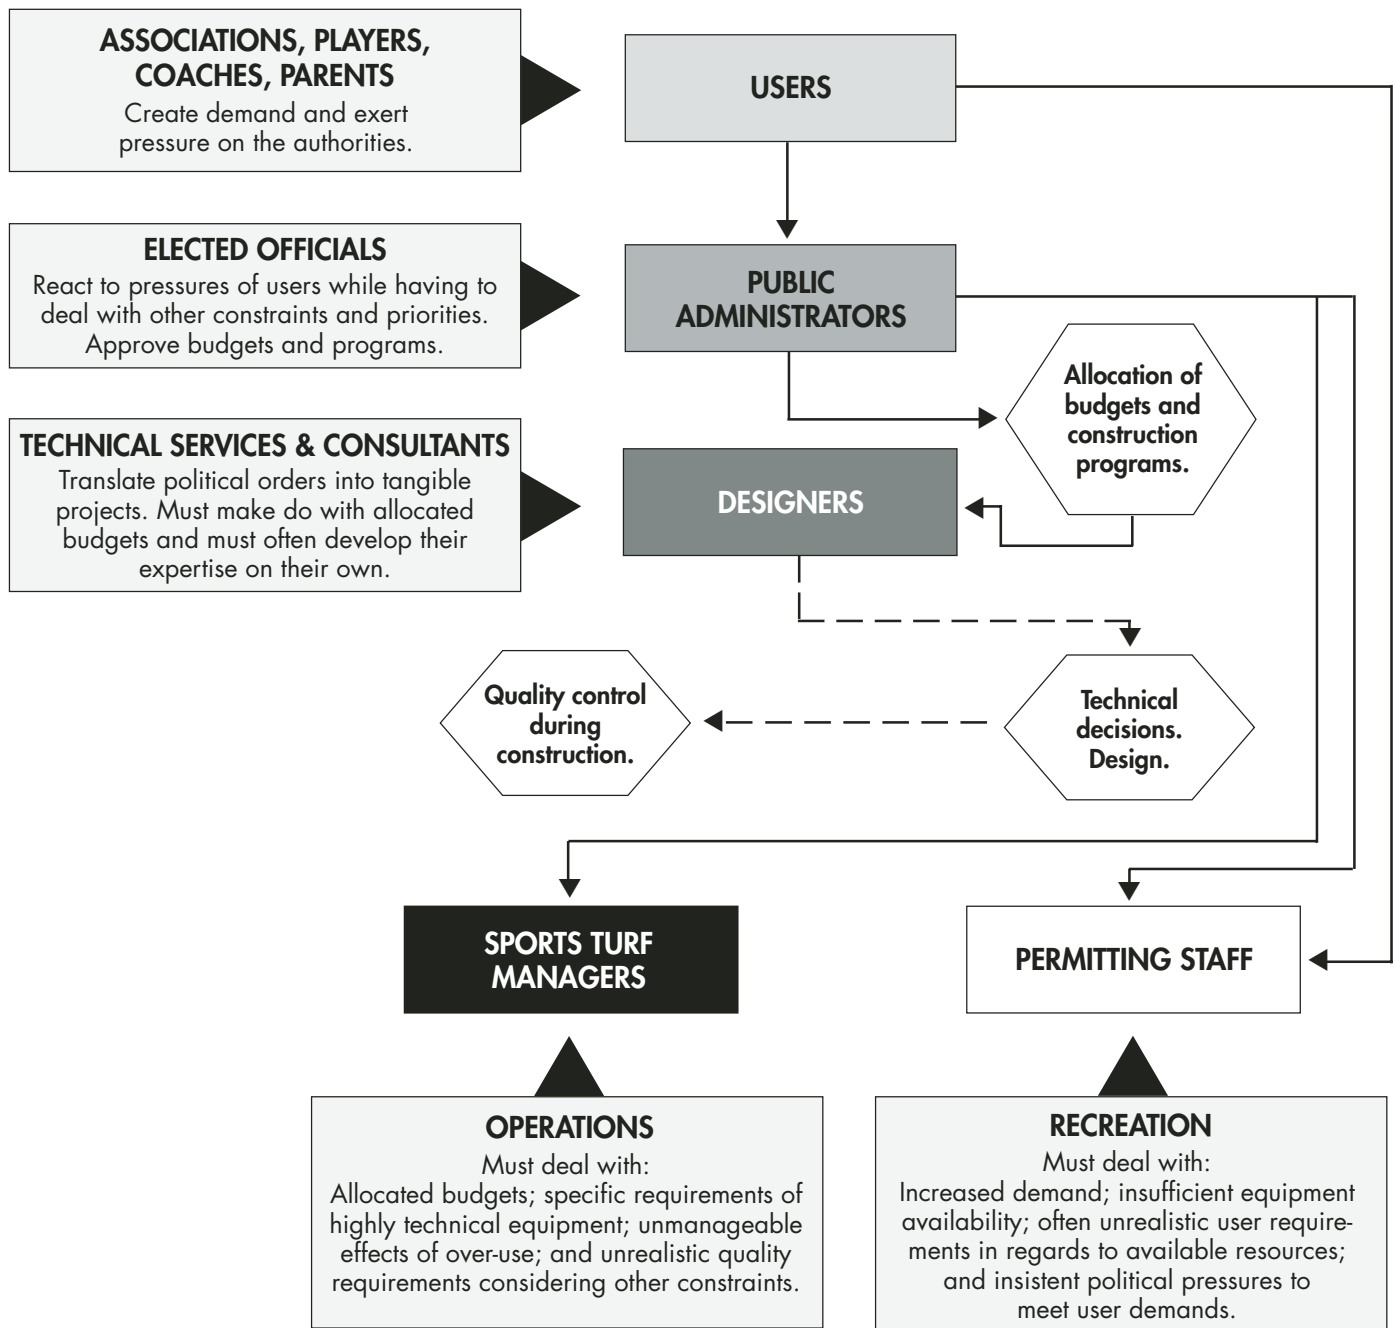 ASSOCIATIONS, PLAYERS,
COACHES, PARENTS
Create demand and exert
pressure on the authorities.
USERS
ELECTED OFFICIALS
React to pressures of users while having to
deal with other constraints and priorities.
Approve budgets and programs.
PUBLIC
ADMINISTRATORS
Allocation of
budgets and
construction
programs.
TECHNICAL SERVICES & CONSULTANTS
Translate political orders into tangible
projects. Must make do with allocated
budgets and must often develop their
expertise on their own.
DESIGNERS
Quality control
during
construction.
Technical
decisions.
Design.
SPORTS TURF
MANAGERS
PERMITTING STAFF
OPERATIONS
Must deal with:
Allocated budgets; specific requirements of
highly technical equipment; unmanageable
effects of over-use; and unrealistic quality
requirements considering other constraints.
RECREATION
Must deal with:
Increased demand; insufficient equipment
availability; often unrealistic user require-
ments in regards to available resources;
and insistent political pressures to
meet user demands.